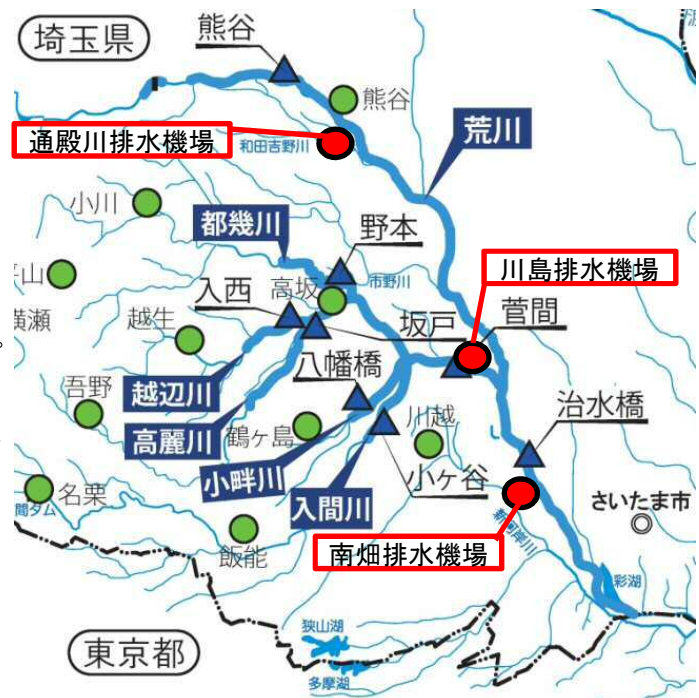 埼玉県
熊谷
熊谷
通殿川排水機場
和田吉野川
荒川
小川
都幾川
野本
川島排水機場
市野川
高坂
入西
坂戸
菅間
横瀬
越生
八幡橋
越辺川
吾野
治水橋
高麗川
鶴ヶ島
川越
小畔川
小ヶ谷
名栗
入間川
さいたま市
間ダム
飯能
新河岸川
南畑排水機場
彩湖
狭山湖
東京都
多摩湖